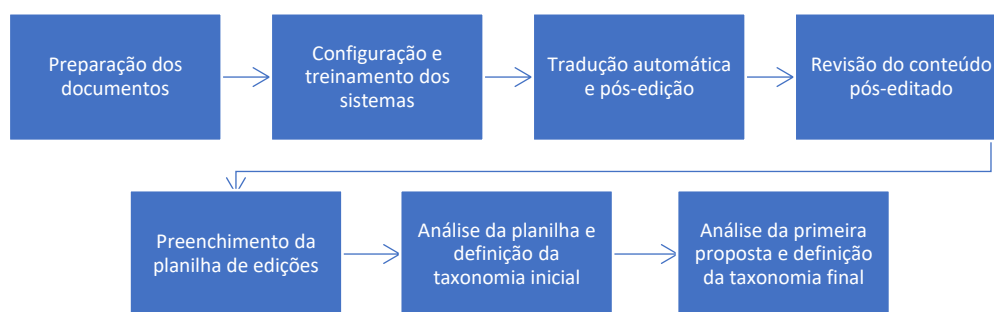 Preparação dos
documentos
Configuração e
treinamento dos
sistemas
Tradução automática
e pós-edição
Revisão do conteúdo
pós-editado
Preenchimento da
planilha de edições
Análise da planilha e
definição da
taxonomia inicial
Análise da primeira
proposta e definição
da taxonomia final